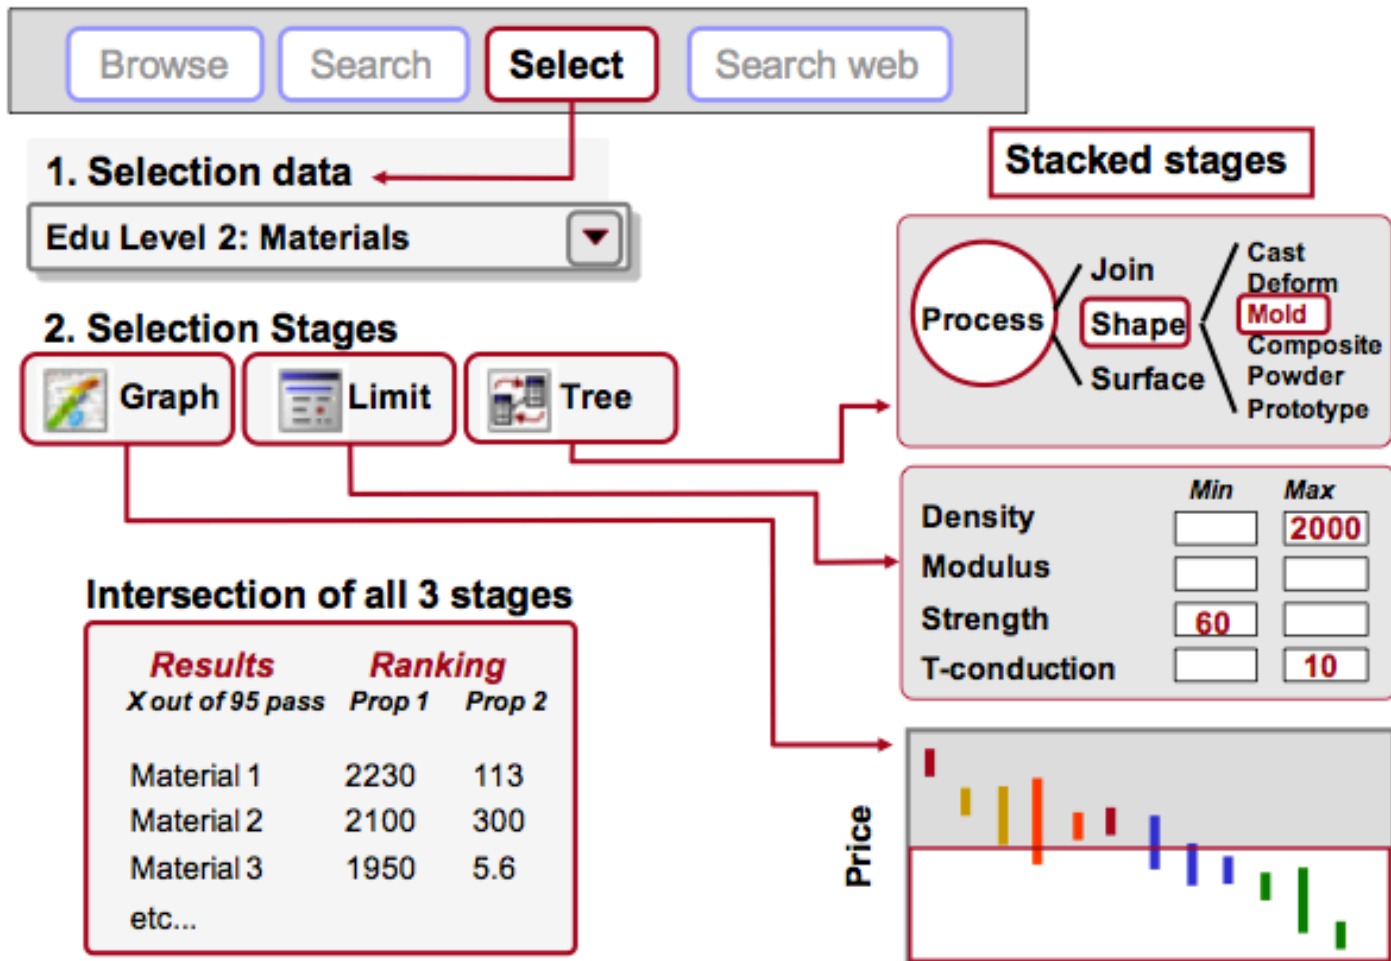 Browse Search Select Search web
1. Selection data
Edu Level 2: Materials
2. Selection Stages
Graph Limit Tree
Stacked stages
Process
Join
Shape
Surface
Cast
Deform
Mold
Composite
Powder
Prototype
Min Max
Density 2000
Modulus
Strength 60
T-conduction 10
Intersection of all 3 stages
Results Ranking
X out of 95 pass Prop 1 Prop 2
Material 1 2230 113
Material 2 2100 300
Material 3 1950 5.6
etc...
Price